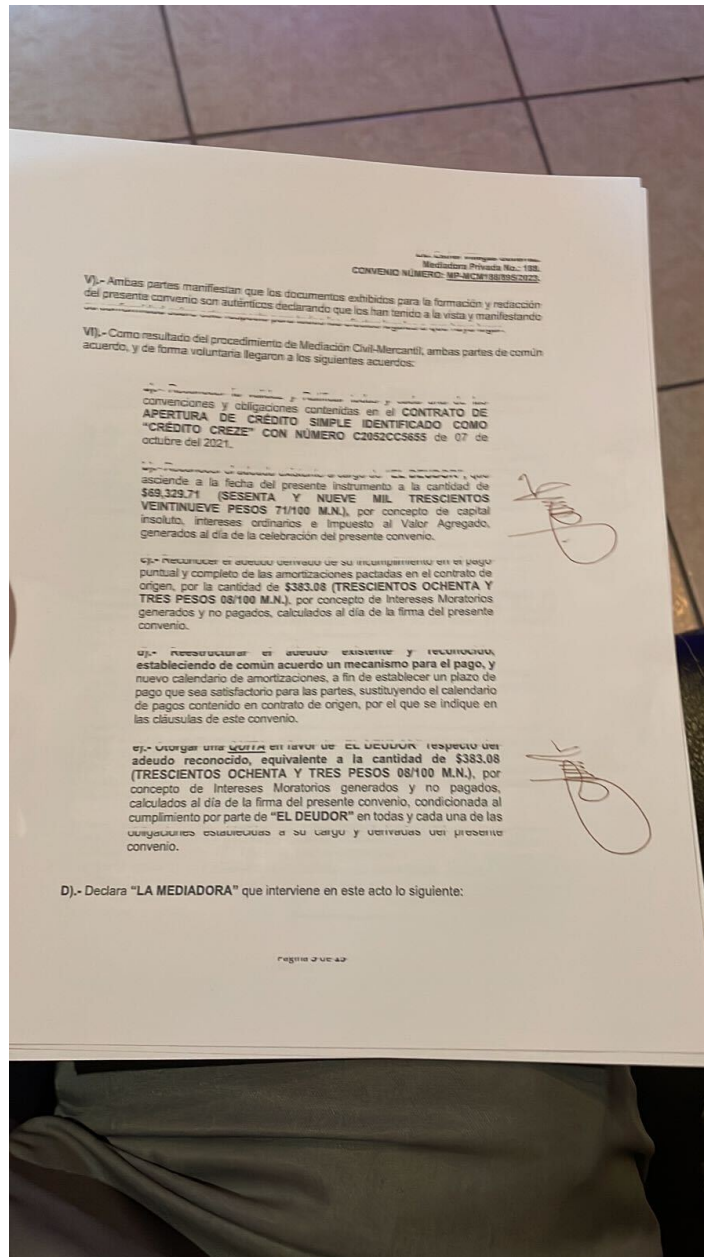 Mediadora Privada No.: 188.
CONVENIO NÚMERO: MP-MCM188/895/2023.
V).- Ambas partes manifiestan que los documentos exhibidos para la formación y redacción
del presente convenio son auténticos declarando que los han tenido a la vista y manifestando
VI).- Como resultado del procedimiento de Mediación Civil-Mercantil, ambas partes de común
acuerdo, y de forma voluntaria llegaron a los siguientes acuerdos:
convenciones y obligaciones contenidas en el CONTRATO DE
APERTURA DE CRÉDITO SIMPLE IDENTIFICADO COMO
"CRÉDITO CREZE" CON NÚMERO C2052CC5655 de 07 de
octubre del 2021.
b).- Reconocer el adeudo existente a cargo de "EL DEUDOR", que
asciende a la fecha del presente instrumento a la cantidad de
$69,329.71 (SESENTA Y NUEVE MIL TRESCIENTOS
VEINTINUEVE PESOS 71/100 M.N.), por concepto de capital
insoluto, intereses ordinarios e Impuesto al Valor Agregado,
generados al día de la celebración del presente convenio.
c).- Reconocer el adeudo derivado de su incumplimiento en el pago
puntual y completo de las amortizaciones pactadas en el contrato de
origen, por la cantidad de $383.08 (TRESCIENTOS OCHENTA Y
TRES PESOS 08/100 M.N.), por concepto de Intereses Moratorios
generados y no pagados, calculados al día de la firma del presente
convenio.
d).- Reestructurar el adeudo existente y reconocido,
estableciendo de común acuerdo un mecanismo para el pago, y
nuevo calendario de amortizaciones, a fin de establecer un plazo de
pago que sea satisfactorio para las partes, sustituyendo el calendario
de pagos contenido en contrato de origen, por el que se indique en
las cláusulas de este convenio.
e).- Otorgar una QUITA en favor de "EL DEUDOR" respecto del
adeudo reconocido, equivalente a la cantidad de $383.08
(TRESCIENTOS OCHENTA Y TRES PESOS 08/100 M.N.), por
concepto de Intereses Moratorios generados y no pagados,
calculados al día de la firma del presente convenio, condicionada al
cumplimiento por parte de "EL DEUDOR" en todas y cada una de las
obligaciones establecidas a su cargo y derivadas del presente
convenio.
D).- Declara "LA MEDIADORA" que interviene en este acto lo siguiente: